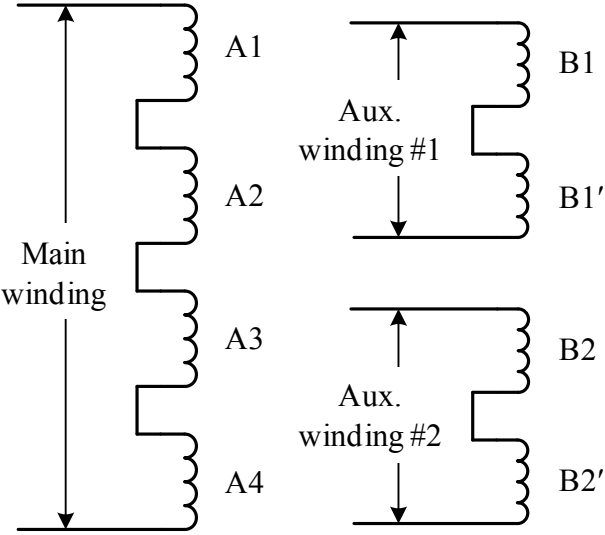 A1
A2
Main
winding
A3
A4
Aux.
winding #1
B1
B1′
Aux.
winding #2
B2
B2′